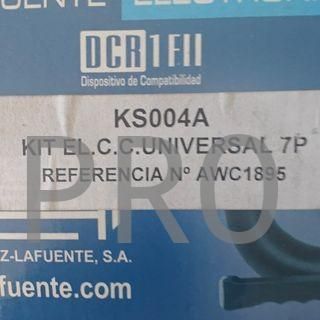 DCR1EII
Dispositivo de Compatibilidad
KS004A
KIT EL.C.C.UNIVERSAL 7P
REFERENCIA Nº AWC1895
PRO
Z-LAFUENTE, S.A.
fuente.com